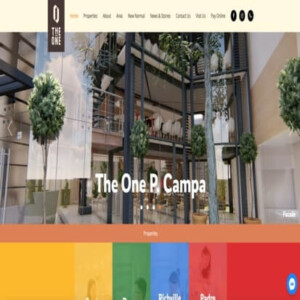 THE
ONE
Home Properties About Area New Normal News & Stories Contact Us Visit Us Pay Online
The One P. Campa
Facade
Properties
Richville
Padre